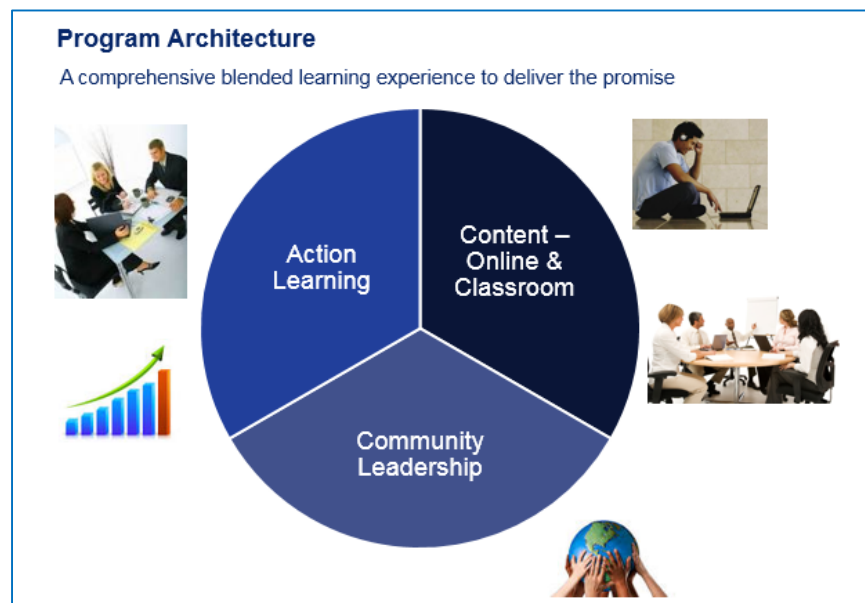 Program Architecture
A comprehensive blended learning experience to deliver the promise
Action
Learning
Content –
Online &
Classroom
Community
Leadership